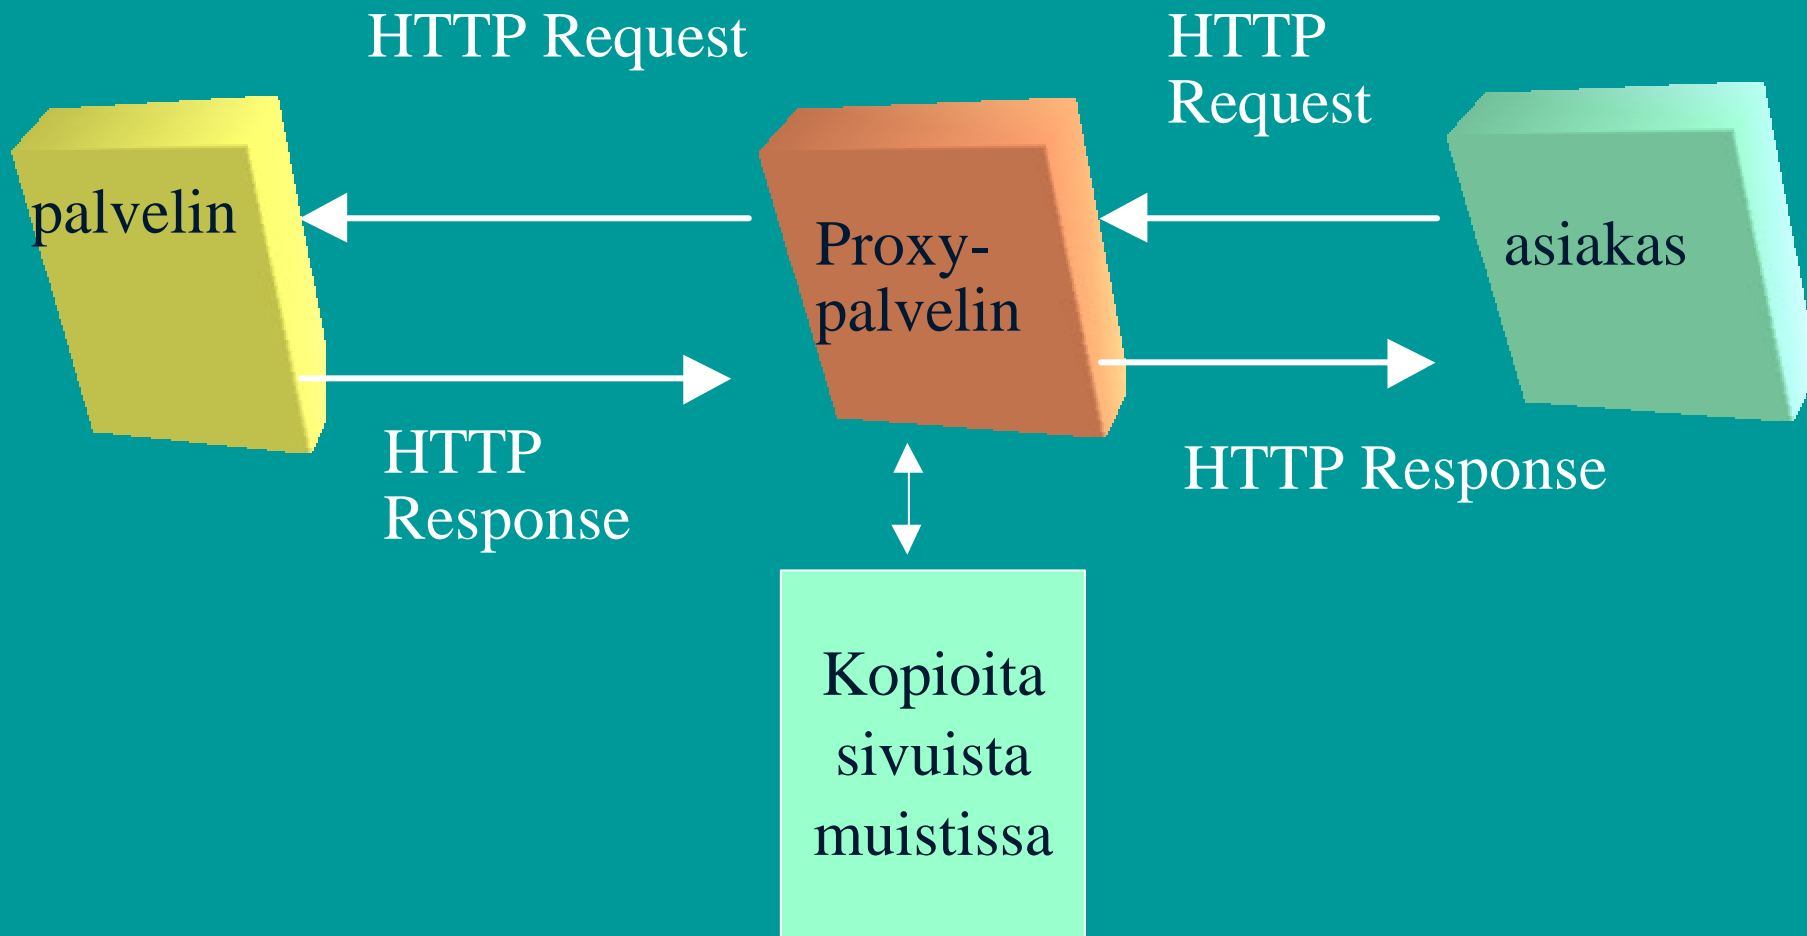 HTTP Request
HTTP
Request
palvelin
Proxy-
palvelin
asiakas
HTTP
Response
HTTP Response
Kopioita
sivuista
muistissa